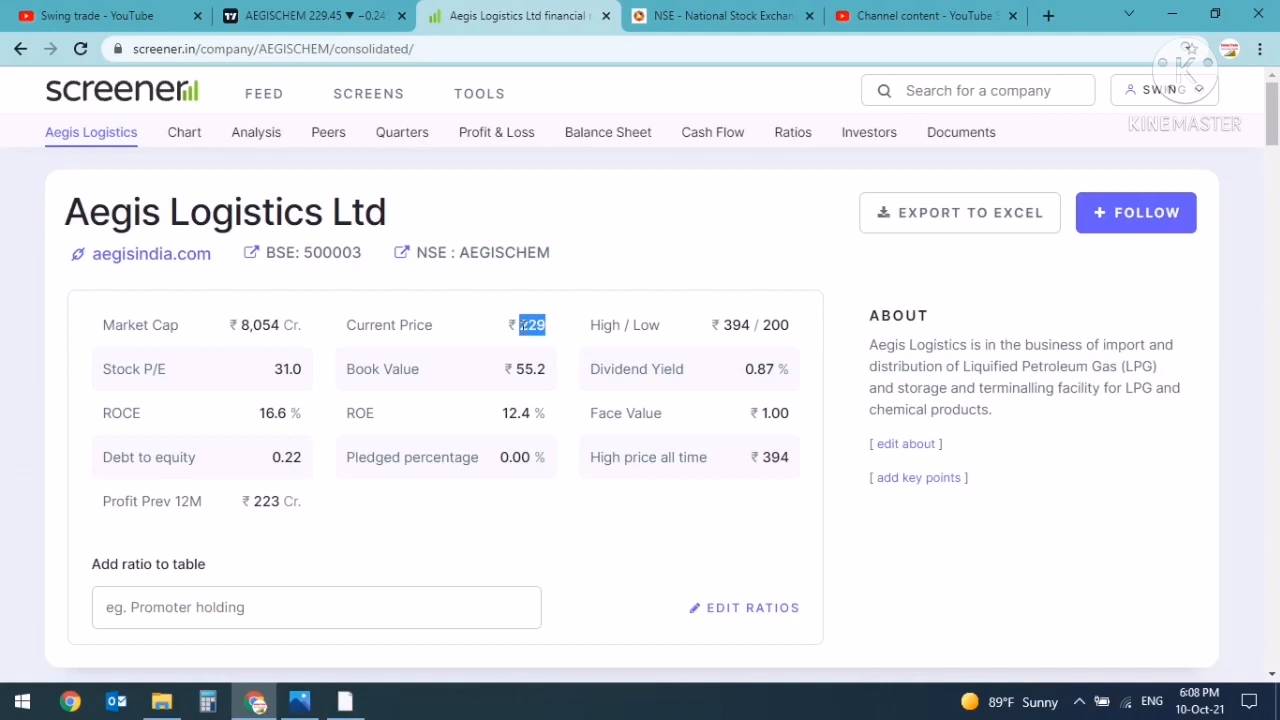 Swing trade - YouTube
AEGISCHEM 229.45 ▼ -0.24
Aegis Logistics Ltd financial r
NSE - National Stock Exchan
Channel content - YouTube S
screener.in/company/AEGISCHEM/consolidated/
screener
FEED
SCREENS
TOOLS
Search for a company
SWING
KINEMASTER
Aegis Logistics
Chart
Analysis
Peers
Quarters
Profit & Loss
Balance Sheet
Cash Flow
Ratios
Investors
Documents
Aegis Logistics Ltd
EXPORT TO EXCEL
+ FOLLOW
aegisindia.com
BSE: 500003
NSE : AEGISCHEM
Market Cap ₹ 8,054 Cr.
Current Price ₹ 229
High / Low ₹ 394 / 200
Stock P/E 31.0
Book Value ₹ 55.2
Dividend Yield 0.87 %
ROCE 16.6 %
ROE 12.4 %
Face Value ₹ 1.00
Debt to equity 0.22
Pledged percentage 0.00 %
High price all time ₹ 394
Profit Prev 12M ₹ 223 Cr.
Add ratio to table
eg. Promoter holding
EDIT RATIOS
ABOUT
Aegis Logistics is in the business of import and
distribution of Liquified Petroleum Gas (LPG)
and storage and terminalling facility for LPG and
chemical products.
[ edit about ]
[ add key points ]
89°F Sunny
ENG
6:08 PM
10-Oct-21